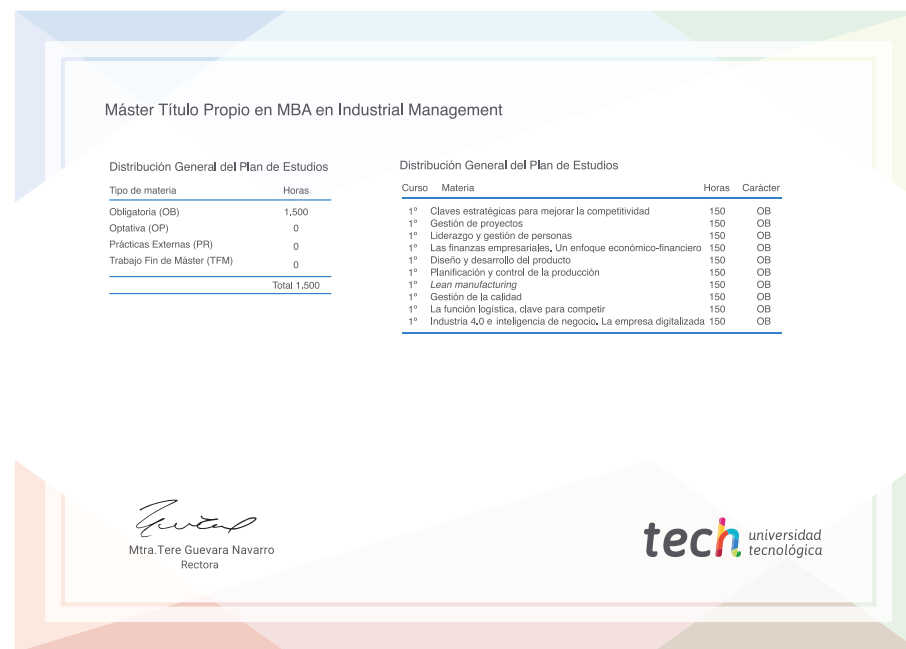 Máster Título Propio en MBA en Industrial Management
Distribución General del Plan de Estudios
Tipo de materia Horas
Obligatoria (OB) 1,500
Optativa (OP) 0
Prácticas Externas (PR) 0
Trabajo Fin de Máster (TFM) 0
Total 1.500
Distribución General del Plan de Estudios
Curso Materia Horas Carácter
1º Claves estratégicas para mejorar la competitividad 150 OB
1º Gestión de proyectos 150 OB
1º Liderazgo y gestión de personas 150 OB
1º Las finanzas empresariales. Un enfoque económico-financiero 150 OB
1º Diseño y desarrollo del producto 150 OB
1º Planificación y control de la producción 150 OB
1º Lean manufacturing 150 OB
1º Gestión de la calidad 150 OB
1º La función logística, clave para competir 150 OB
1º Industria 4.0 e inteligencia de negocio. La empresa digitalizada 150 OB
Mtra.Tere Guevara Navarro
Rectora
tech universidad
tecnológica